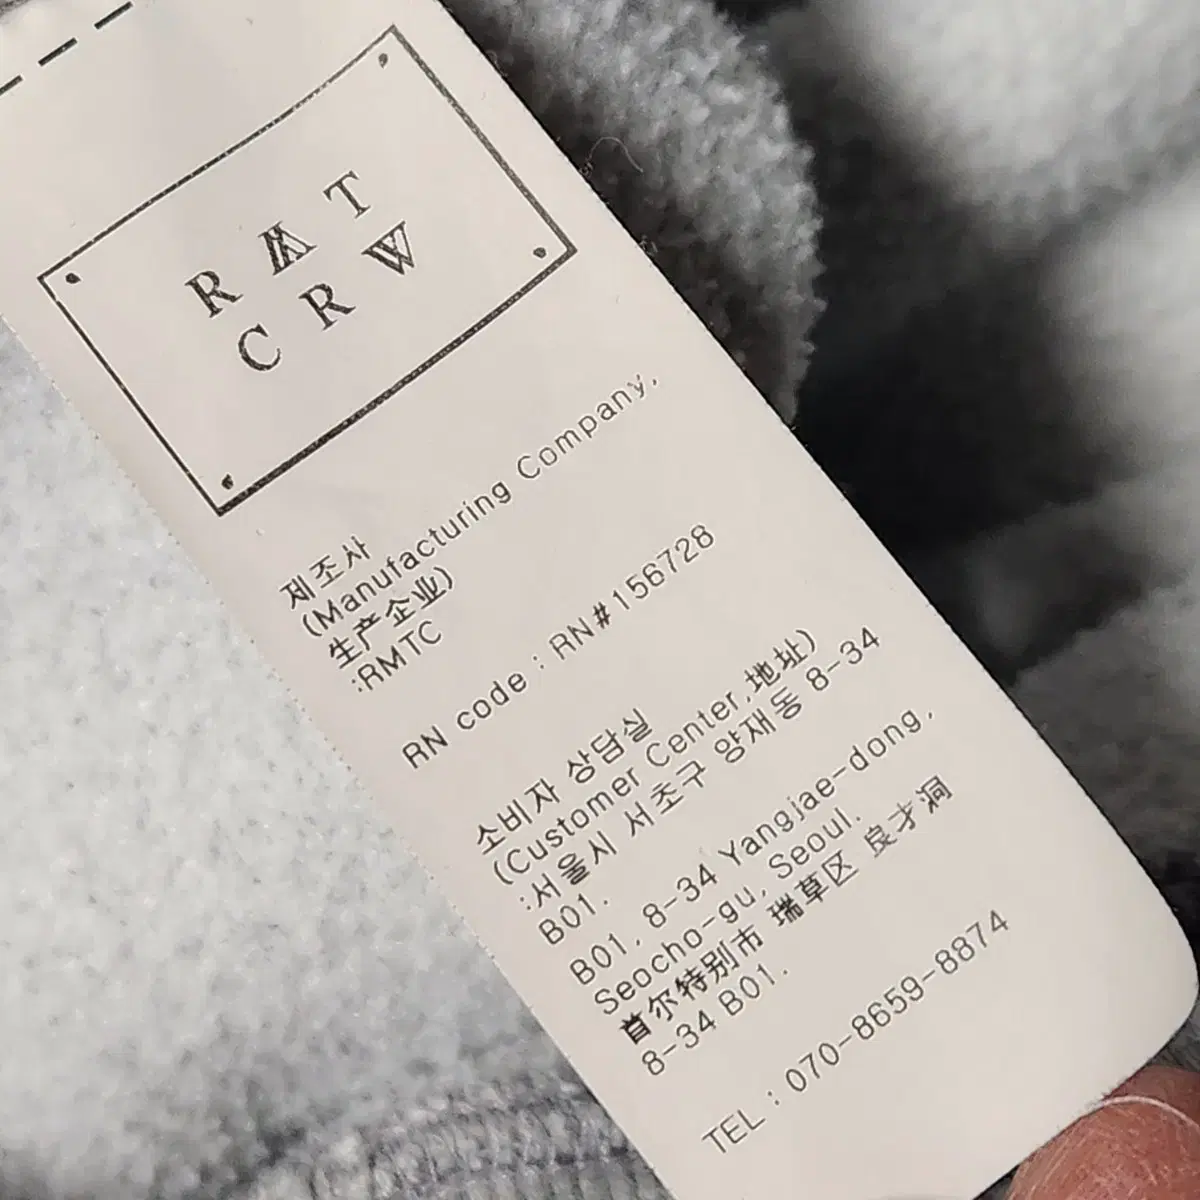 R M T
C R W
제조사
(Manufacturing Company,
生产企业)
:RMTC
RN code : RN#156728
소비자 상담실
(Customer Center,地址)
:서울시 서초구 양재동 8-34
B01.
B01, 8-34 Yangjae-dong,
Seocho-gu, Seoul.
首尔特别市 瑞草区 良才洞
8-34 B01.
TEL : 070-8659-8874